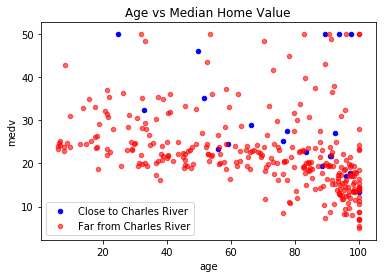 Age vs Median Home Value
50
40
30
20
10
medv
20
40
60
80
100
age
Close to Charles River
Far from Charles River